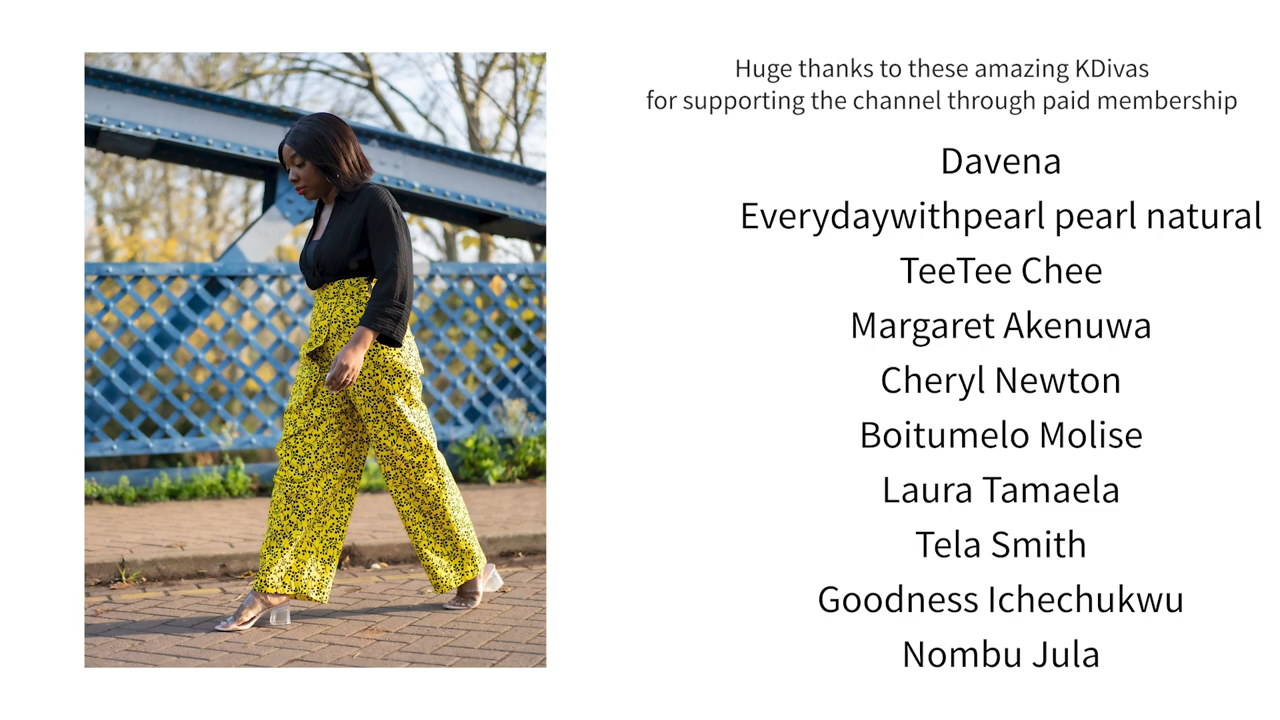 Huge thanks to these amazing KDivas
for supporting the channel through paid membership
Davena
Everydaywithpearl pearl natural
TeeTee Chee
Margaret Akenuwa
Cheryl Newton
Boitumelo Molise
Laura Tamaela
Tela Smith
Goodness Ichechukwu
Nombu Jula